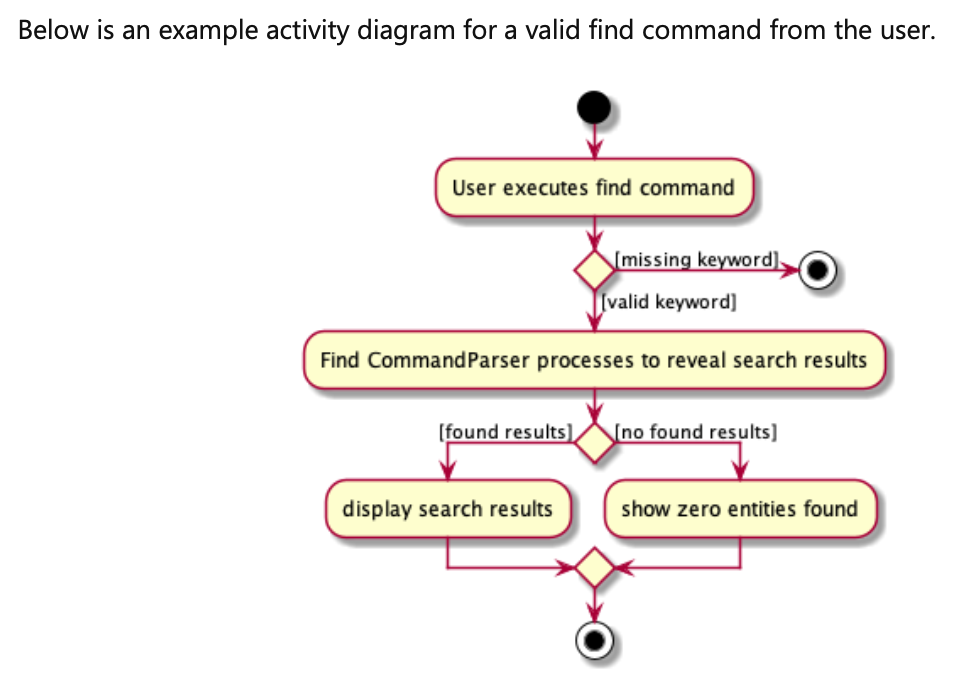 Below is an example activity diagram for a valid find command from the user.
User executes find command
[missing keyword]
[valid keyword]
Find CommandParser processes to reveal search results
[found results]
[no found results]
display search results
show zero entities found